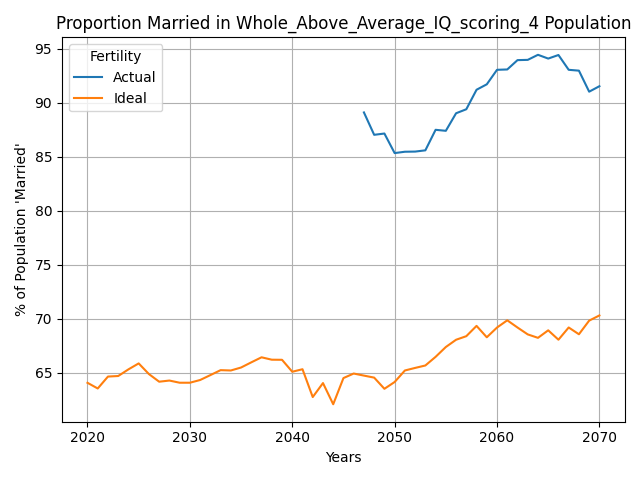 Proportion Married in Whole_Above_Average_IQ_scoring_4 Population
Fertility
Actual
Ideal
% of Population 'Married'
95
90
85
80
75
70
65
2020
2030
2040
2050
2060
2070
Years